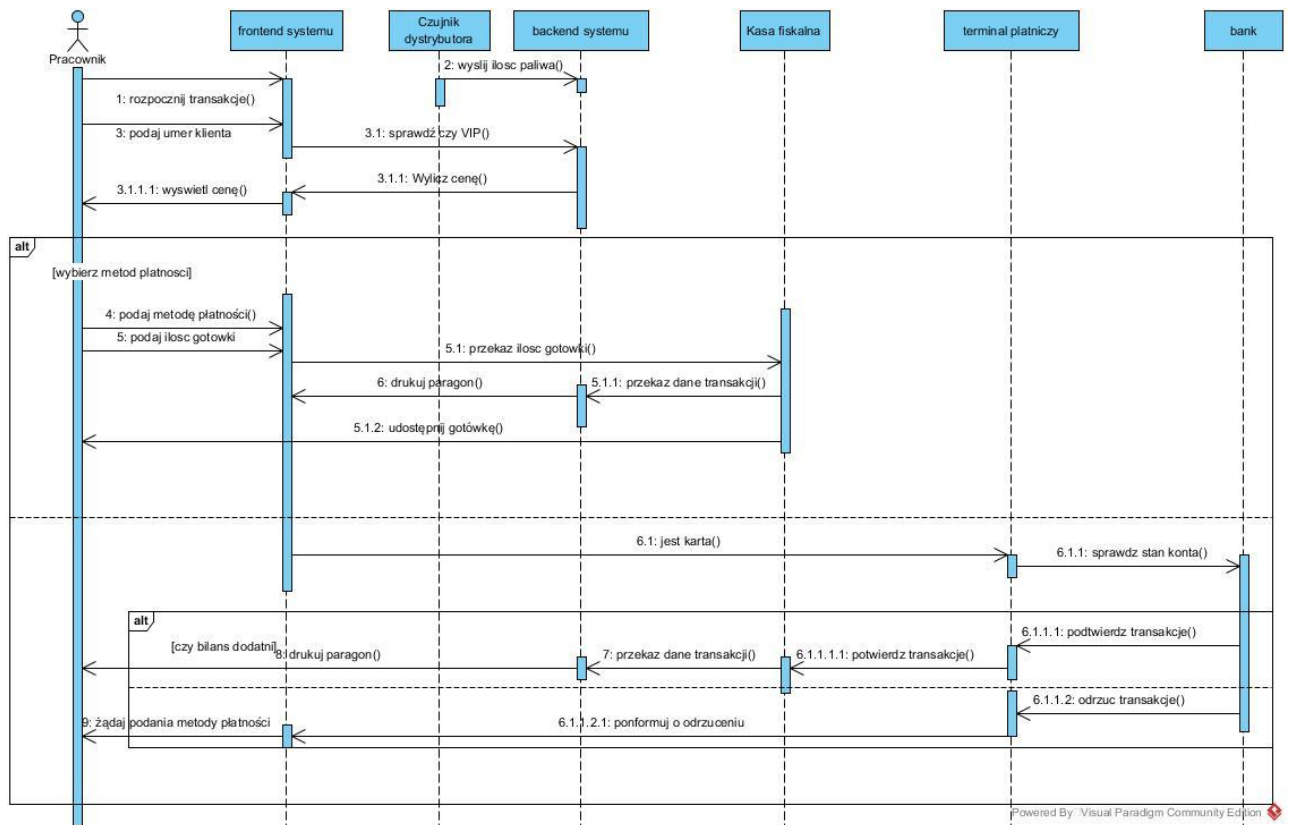 Pracownik
frontend systemu
Czujnik
dystrybutora
backend systemu
Kasa fiskalna
terminal platniczy
bank
2: wyslij ilosc paliwa()
1: rozpocznij transakcje()
3: podaj umer klienta
3.1: sprawdź czy VIP()
3.1.1: Wylicz cenę()
3.1.1.1: wyswietl cenę()
alt
[wybierz metod platnosci]
4: podaj metodę płatności()
5: podaj ilosc gotowki
5.1: przekaz ilosc gotowki()
6: drukuj paragon()
5.1.1: przekaz dane transakcji()
5.1.2: udostępnij gotówkę()
6.1: jest karta()
6.1.1: sprawdz stan konta()
alt
[czy bilans dodatni]
6.1.1.1: podtwierdz transakcje()
8: drukuj paragon()
7: przekaz dane transakcji()
6.1.1.1.1: potwierdz transakcje()
6.1.1.2: odrzuc transakcje()
9: żądaj podania metody płatności
6.1.1.2.1: ponformuj o odrzuceniu
Powered By Visual Paradigm Community Edition